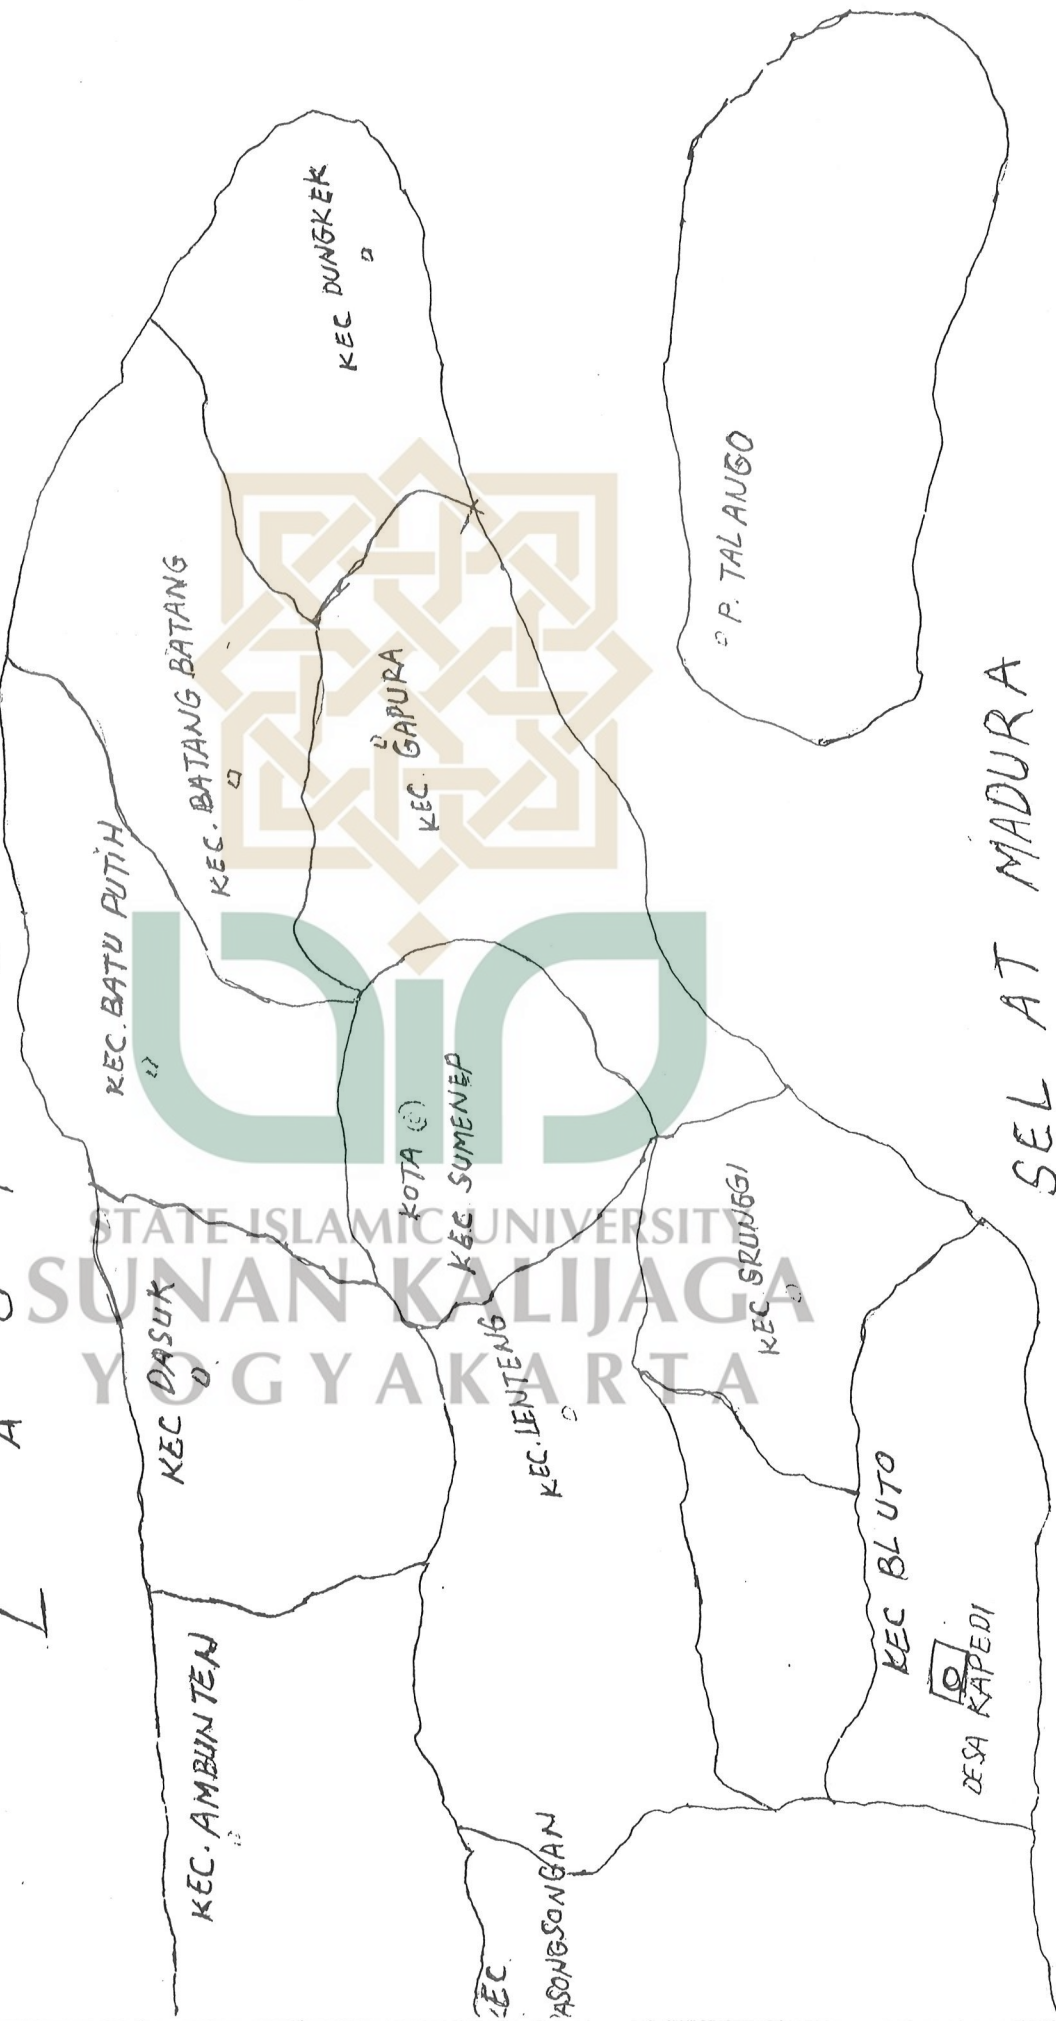 KEC. BATU PUTIH
KEC. BATANG BATANG
KEC DUNGKEK
KEC. GAPURA
P. TALANGO
KEC DASUK
KOTA
KEC SUMENEP
KEC. AMBUNTEN
KEC. LENTENG
KEC. GRUNGGI
KEC BLUTO
DESA KAPEDI
KEC.
PASONGSONGAN
SELAT MADURA
STATE ISLAMIC UNIVERSITY
SUNAN KALIJAGA
YOGYAKARTA